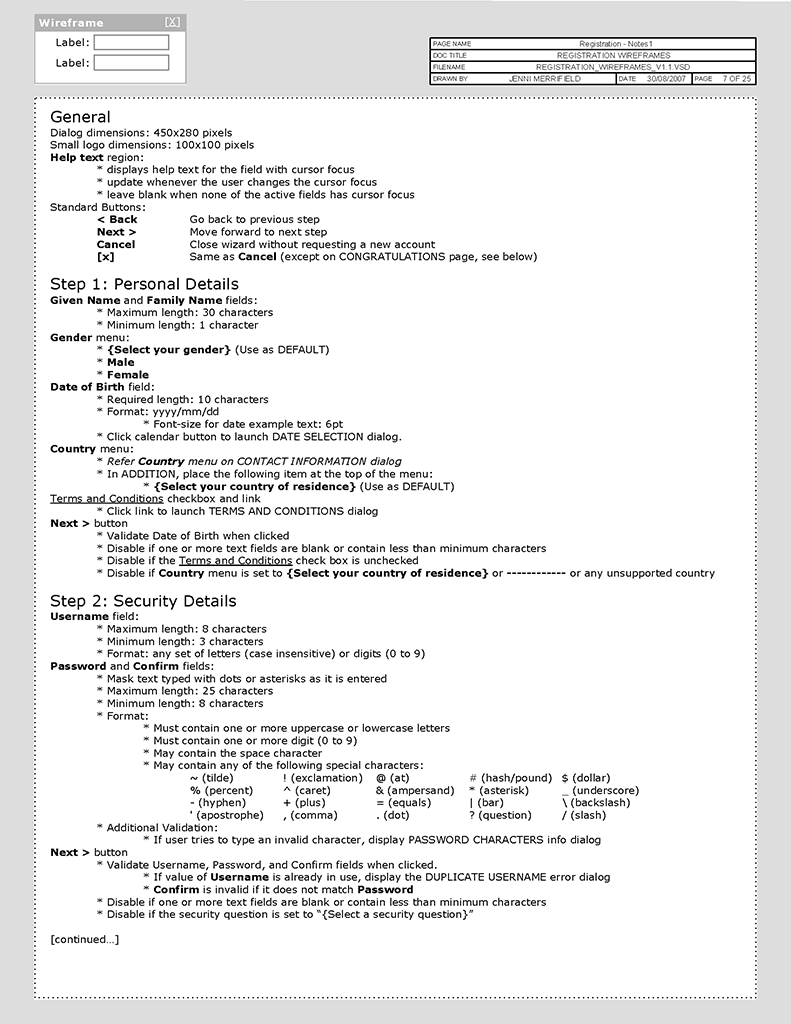 Wireframe [X]
Label:
Label:
PAGE NAME Registration - Notes1
DOC TITLE REGISTRATION WIREFRAMES
FILENAME REGISTRATION_WIREFRAMES_V1.1.VSD
DRAWN BY JENNI MERRIFIELD DATE 30/08/2007 PAGE 7 OF 25
General
Dialog dimensions: 450x280 pixels
Small logo dimensions: 100x100 pixels
Help text region:
* displays help text for the field with cursor focus
* update whenever the user changes the cursor focus
* leave blank when none of the active fields has cursor focus
Standard Buttons:
< Back Go back to previous step
Next > Move forward to next step
Cancel Close wizard without requesting a new account
[x] Same as Cancel (except on CONGRATULATIONS page, see below)
Step 1: Personal Details
Given Name and Family Name fields:
* Maximum length: 30 characters
* Minimum length: 1 character
Gender menu:
* {Select your gender} (Use as DEFAULT)
* Male
* Female
Date of Birth field:
* Required length: 10 characters
* Format: yyyy/mm/dd
* Font-size for date example text: 6pt
* Click calendar button to launch DATE SELECTION dialog.
Country menu:
* Refer Country menu on CONTACT INFORMATION dialog
* In ADDITION, place the following item at the top of the menu:
* {Select your country of residence} (Use as DEFAULT)
Terms and Conditions checkbox and link
* Click link to launch TERMS AND CONDITIONS dialog
Next > button
* Validate Date of Birth when clicked
* Disable if one or more text fields are blank or contain less than minimum characters
* Disable if the Terms and Conditions check box is unchecked
* Disable if Country menu is set to {Select your country of residence} or ------------ or any unsupported country
Step 2: Security Details
Username field:
* Maximum length: 8 characters
* Minimum length: 3 characters
* Format: any set of letters (case insensitive) or digits (0 to 9)
Password and Confirm fields:
* Mask text typed with dots or asterisks as it is entered
* Maximum length: 25 characters
* Minimum length: 8 characters
* Format:
* Must contain one or more uppercase or lowercase letters
* Must contain one or more digit (0 to 9)
* May contain the space character
* May contain any of the following special characters:
~ (tilde) ! (exclamation) @ (at) # (hash/pound) $ (dollar)
% (percent) ^ (caret) & (ampersand) * (asterisk) _ (underscore)
- (hyphen) + (plus) = (equals) | (bar) \ (backslash)
' (apostrophe) , (comma) . (dot) ? (question) / (slash)
* Additional Validation:
* If user tries to type an invalid character, display PASSWORD CHARACTERS info dialog
Next > button
* Validate Username, Password, and Confirm fields when clicked.
* If value of Username is already in use, display the DUPLICATE USERNAME error dialog
* Confirm is invalid if it does not match Password
* Disable if one or more text fields are blank or contain less than minimum characters
* Disable if the security question is set to “{Select a security question}”
[continued…]